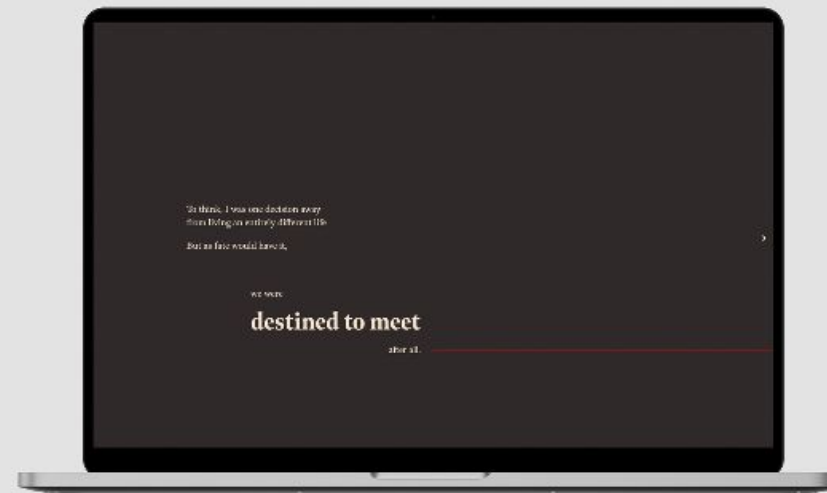 To think, I was one decision away
from living an entirely different life
But as fate would have it,
we were
destined to meet
after all.